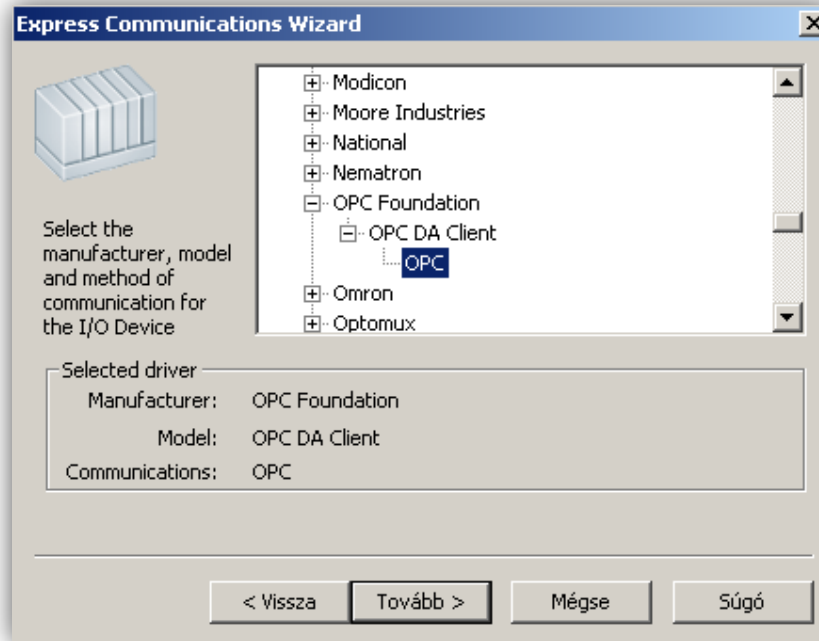 Express Communications Wizard
Modicon
Moore Industries
National
Nematron
OPC Foundation
OPC DA Client
OPC
Omron
Optomux
Select the
manufacturer, model
and method of
communication for
the I/O Device
Selected driver
Manufacturer: OPC Foundation
Model: OPC DA Client
Communications: OPC
< Vissza Tovább > Mégse Súgó